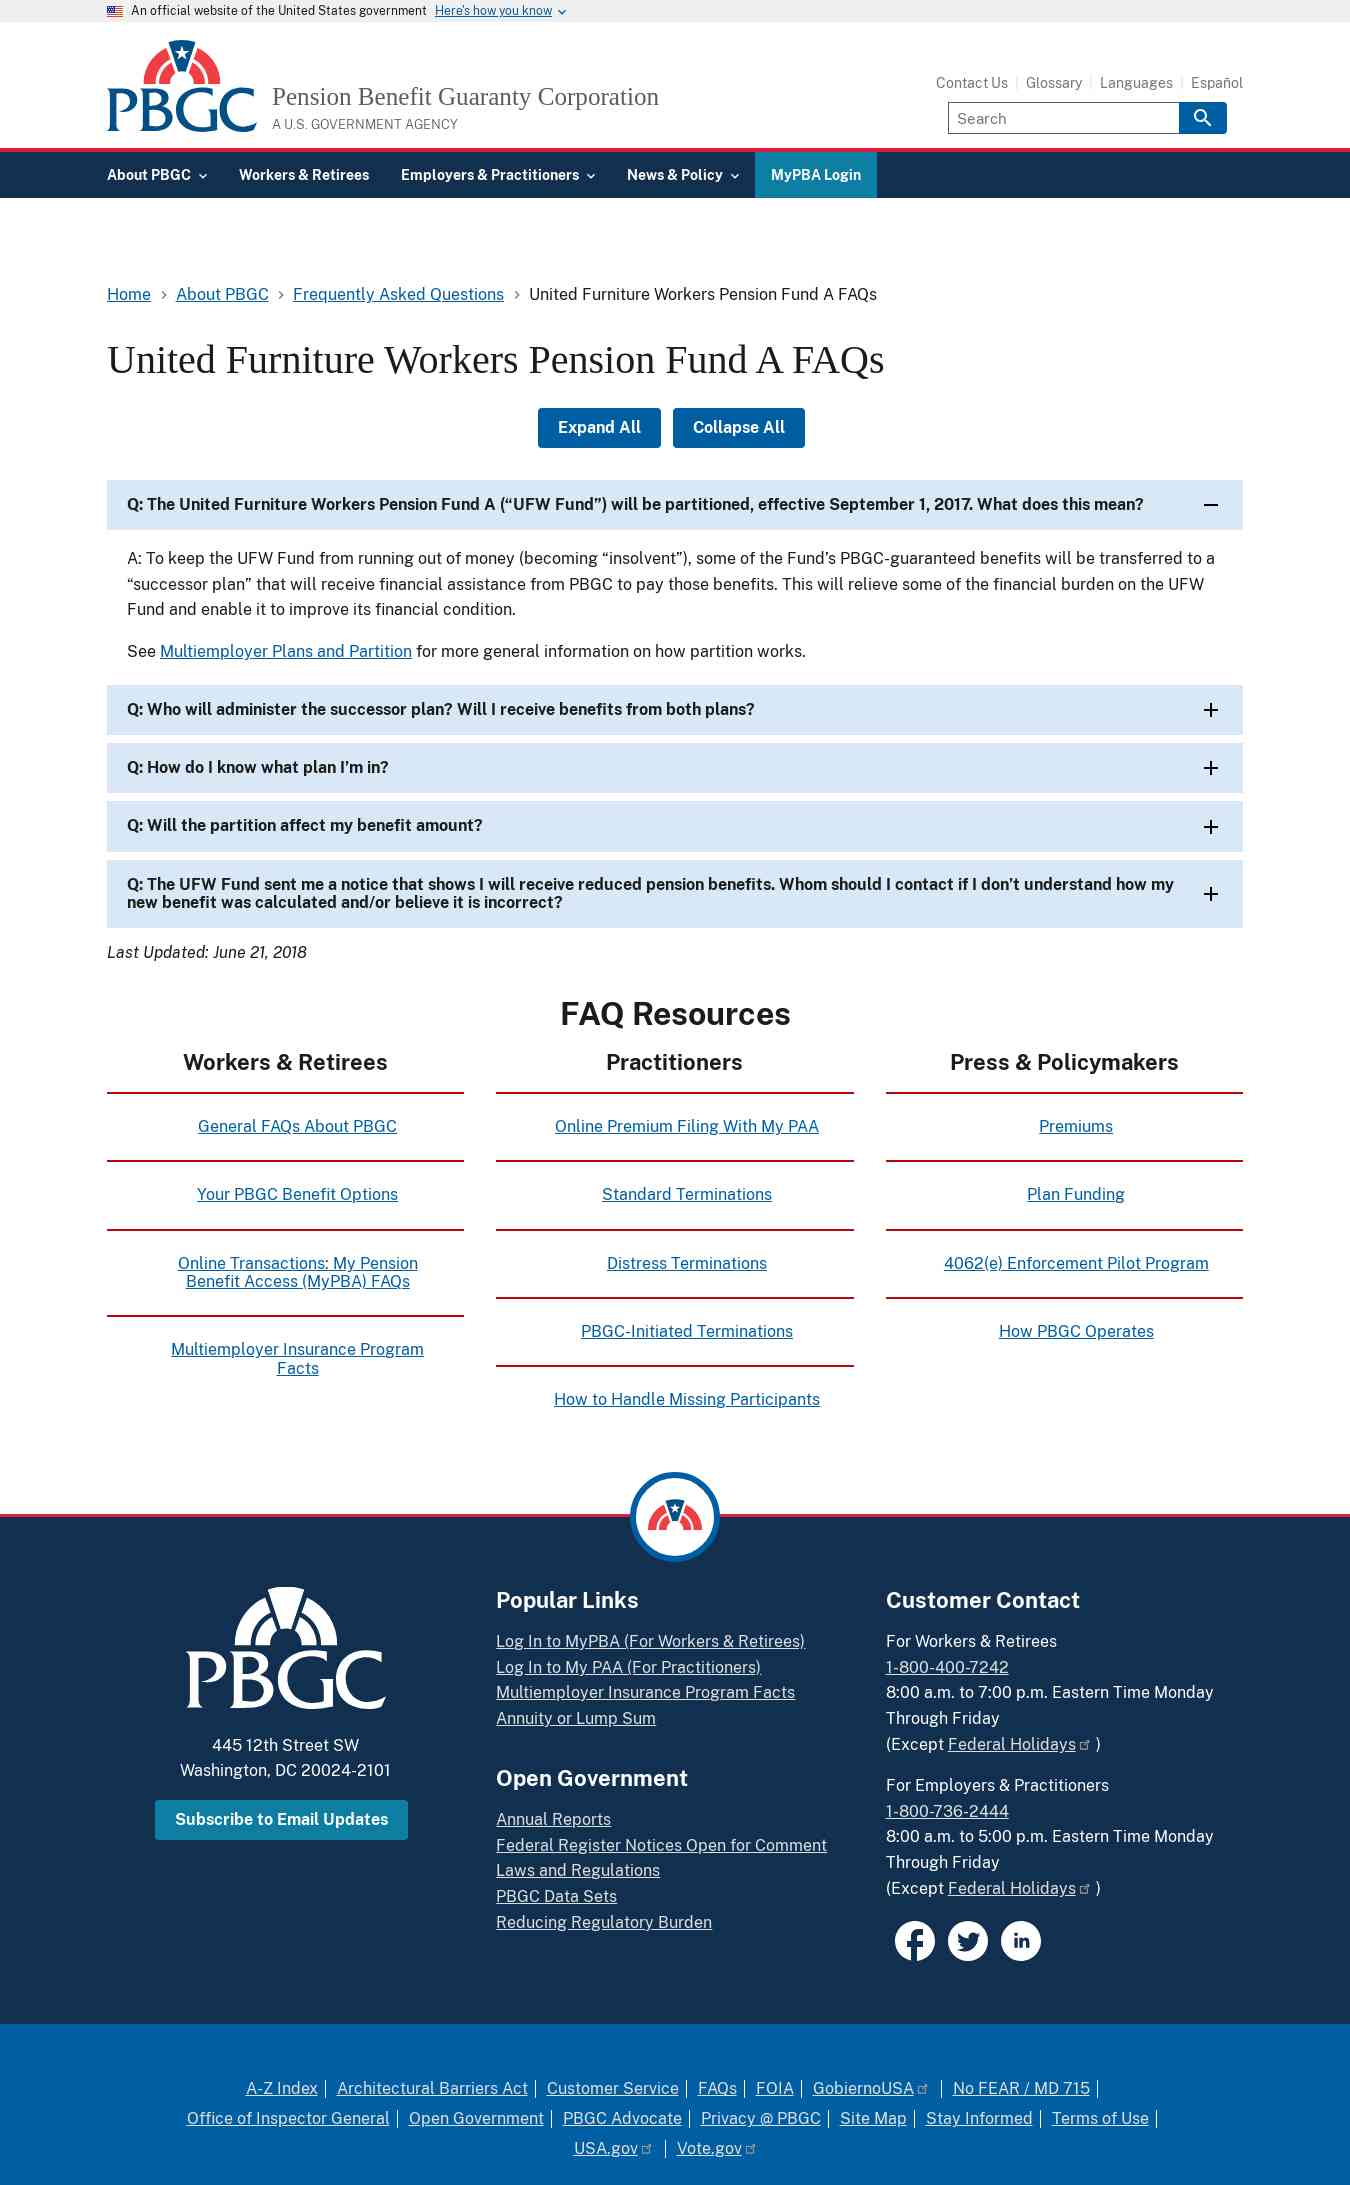 An official website of the United States government Here's how you know
PBGC
Pension Benefit Guaranty Corporation
A U.S. GOVERNMENT AGENCY
Contact Us Glossary Languages Español
Search
About PBGC Workers & Retirees Employers & Practitioners News & Policy MyPBA Login
Home About PBGC Frequently Asked Questions United Furniture Workers Pension Fund A FAQs
United Furniture Workers Pension Fund A FAQs
Expand All Collapse All
Q: The United Furniture Workers Pension Fund A (“UFW Fund”) will be partitioned, effective September 1, 2017. What does this mean?
A: To keep the UFW Fund from running out of money (becoming “insolvent”), some of the Fund’s PBGC-guaranteed benefits will be transferred to a
“successor plan” that will receive financial assistance from PBGC to pay those benefits. This will relieve some of the financial burden on the UFW
Fund and enable it to improve its financial condition.
See Multiemployer Plans and Partition for more general information on how partition works.
Q: Who will administer the successor plan? Will I receive benefits from both plans?
Q: How do I know what plan I’m in?
Q: Will the partition affect my benefit amount?
Q: The UFW Fund sent me a notice that shows I will receive reduced pension benefits. Whom should I contact if I don’t understand how my
new benefit was calculated and/or believe it is incorrect?
Last Updated: June 21, 2018
FAQ Resources
Workers & Retirees
General FAQs About PBGC
Your PBGC Benefit Options
Online Transactions: My Pension
Benefit Access (MyPBA) FAQs
Multiemployer Insurance Program
Facts
Practitioners
Online Premium Filing With My PAA
Standard Terminations
Distress Terminations
PBGC-Initiated Terminations
How to Handle Missing Participants
Press & Policymakers
Premiums
Plan Funding
4062(e) Enforcement Pilot Program
How PBGC Operates
PBGC
445 12th Street SW
Washington, DC 20024-2101
Subscribe to Email Updates
Popular Links
Log In to MyPBA (For Workers & Retirees)
Log In to My PAA (For Practitioners)
Multiemployer Insurance Program Facts
Annuity or Lump Sum
Open Government
Annual Reports
Federal Register Notices Open for Comment
Laws and Regulations
PBGC Data Sets
Reducing Regulatory Burden
Customer Contact
For Workers & Retirees
1-800-400-7242
8:00 a.m. to 7:00 p.m. Eastern Time Monday
Through Friday
(Except Federal Holidays )
For Employers & Practitioners
1-800-736-2444
8:00 a.m. to 5:00 p.m. Eastern Time Monday
Through Friday
(Except Federal Holidays )
in
A-Z Index Architectural Barriers Act Customer Service FAQs FOIA GobiernoUSA No FEAR / MD 715
Office of Inspector General Open Government PBGC Advocate Privacy @ PBGC Site Map Stay Informed Terms of Use
USA.gov Vote.gov